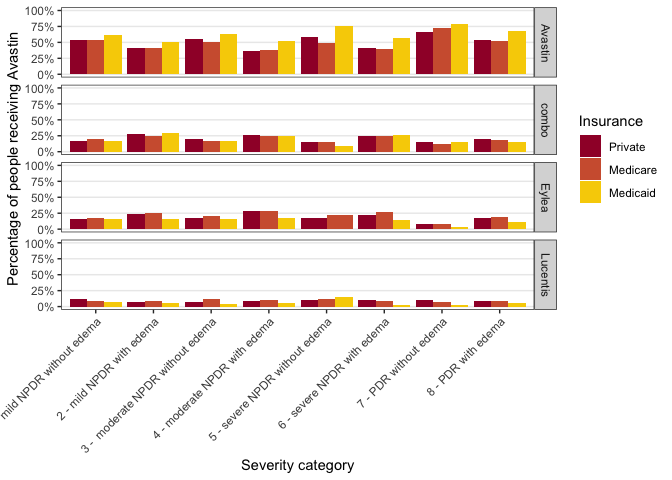 Percentage of people receiving Avastin
100%
75%
50%
25%
0%
Avastin
100%
75%
50%
25%
0%
combo
100%
75%
50%
25%
0%
Eylea
100%
75%
50%
25%
0%
Lucentis
mild NPDR without edema
2 - mild NPDR with edema
3 -  moderate NPDR without edema
4 - moderate NPDR with edema
5 - severe NPDR without edema
6 - severe NPDR with edema
7 - PDR without edema
8 - PDR with edema
Severity category
Insurance
Private
Medicare
Medicaid